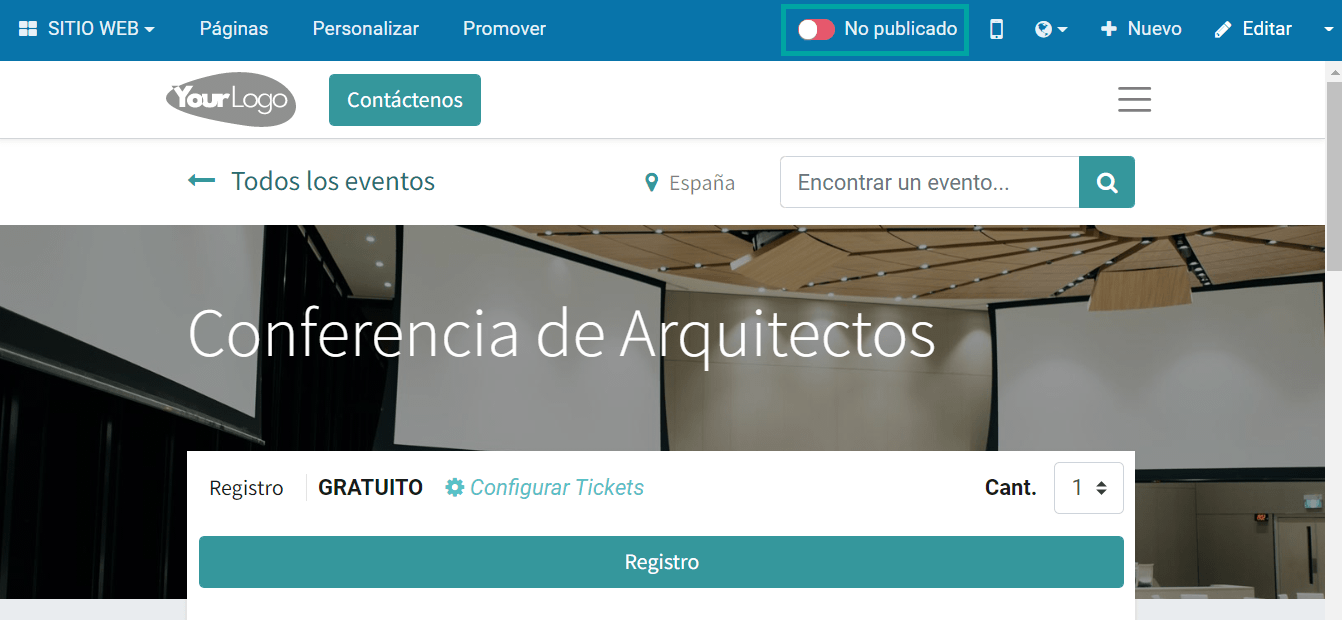 SITIO WEB Páginas Personalizar Promover No publicado Nuevo Editar
YourLogo Contáctenos
Todos los eventos España Encontrar un evento...
Conferencia de Arquitectos
Registro GRATUITO Configurar Tickets Cant. 1
Registro